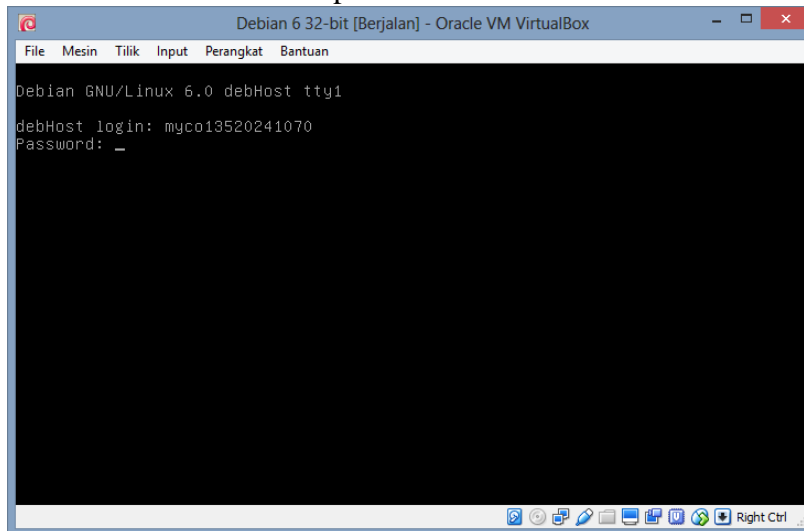 Debian 6 32-bit [Berjalan] - Oracle VM VirtualBox
File Mesin Tilik Input Perangkat Bantuan
Debian GNU/Linux 6.0 debHost tty1
debHost login: myco13520241070
Password: _
Right Ctrl